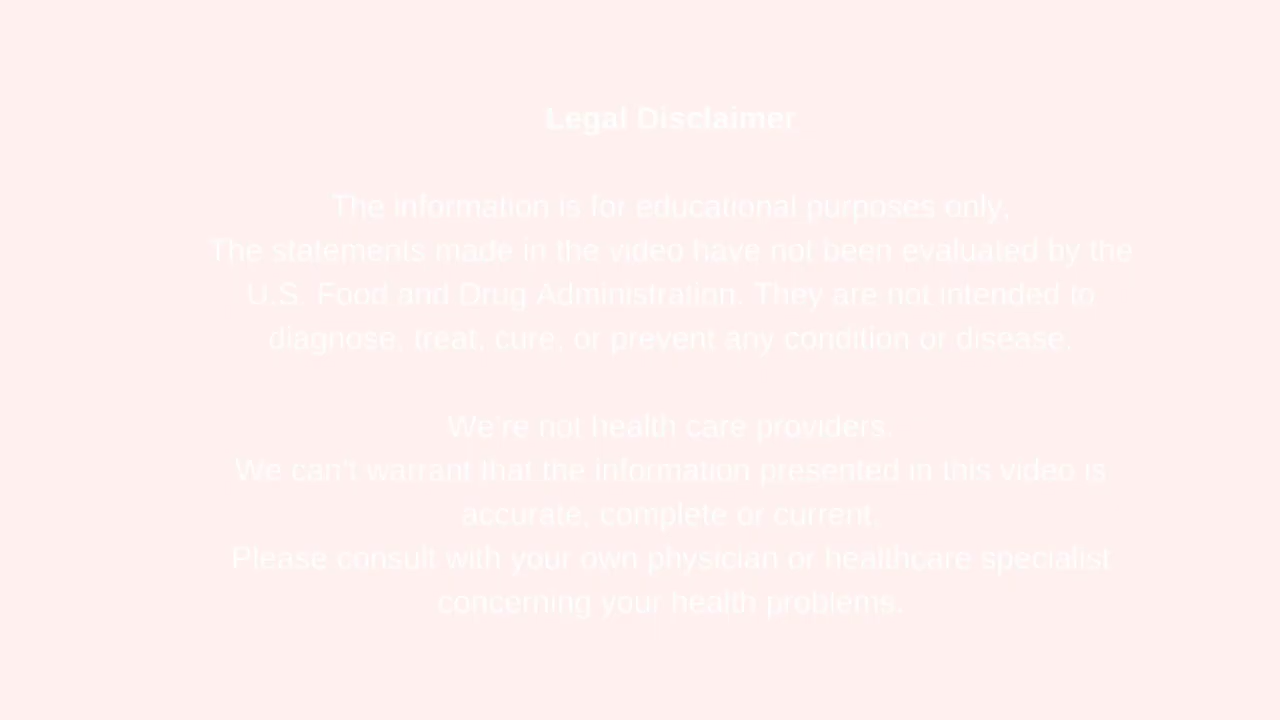 Legal Disclaimer
The information is for educational purposes only.
The statements made in the video have not been evaluated by the
U.S. Food and Drug Administration. They are not intended to
diagnose, treat, cure, or prevent any condition or disease.
We're not health care providers.
We can't warrant that the information presented in this video is
accurate, complete or current.
Please consult with your own physician or healthcare specialist
concerning your health problems.